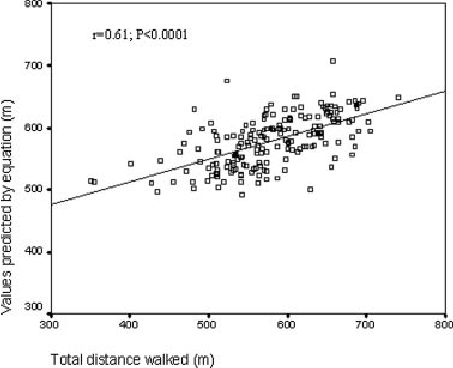 800
r=0.61; P<0.0001
700
600
500
400
300
300 400 500 600 700 800
Values predicted by equation (m)
Total distance walked (m)